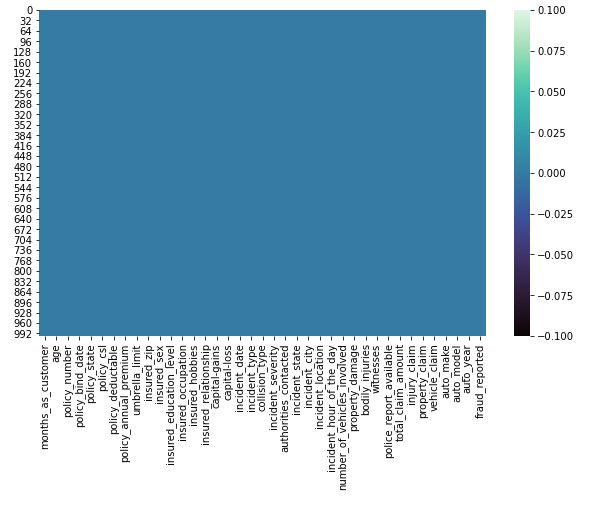 0
32
64
96
128
160
192
224
256
288
320
352
384
416
448
480
512
544
576
608
640
672
704
736
768
800
832
864
896
928
960
992
months_as_customer
age
policy_number
policy_bind_date
policy_state
policy_csl
policy_deductable
policy_annual_premium
umbrella_limit
insured_zip
insured_sex
insured_education_level
insured_occupation
insured_hobbies
insured_relationship
capital-gains
capital-loss
incident_date
incident_type
collision_type
incident_severity
authorities_contacted
incident_state
incident_city
incident_location
incident_hour_of_the_day
number_of_vehicles_involved
property_damage
bodily_injuries
witnesses
police_report_available
total_claim_amount
injury_claim
property_claim
vehicle_claim
auto_make
auto_model
auto_year
fraud_reported
0.100
0.075
0.050
0.025
0.000
−0.025
−0.050
−0.075
−0.100